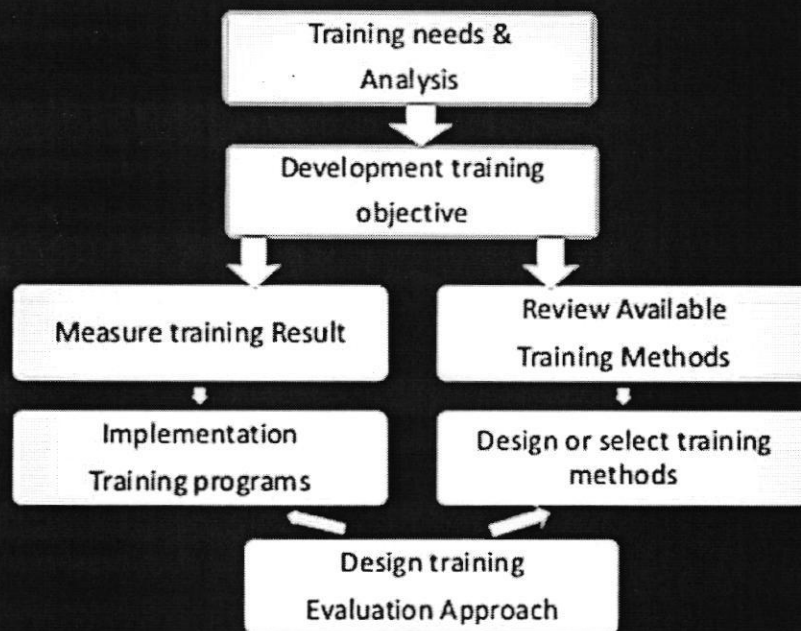 Training needs &
Analysis
Development training
objective
Measure training Result
Review Available
Training Methods
Implementation
Training programs
Design or select training
methods
Design training
Evaluation Approach